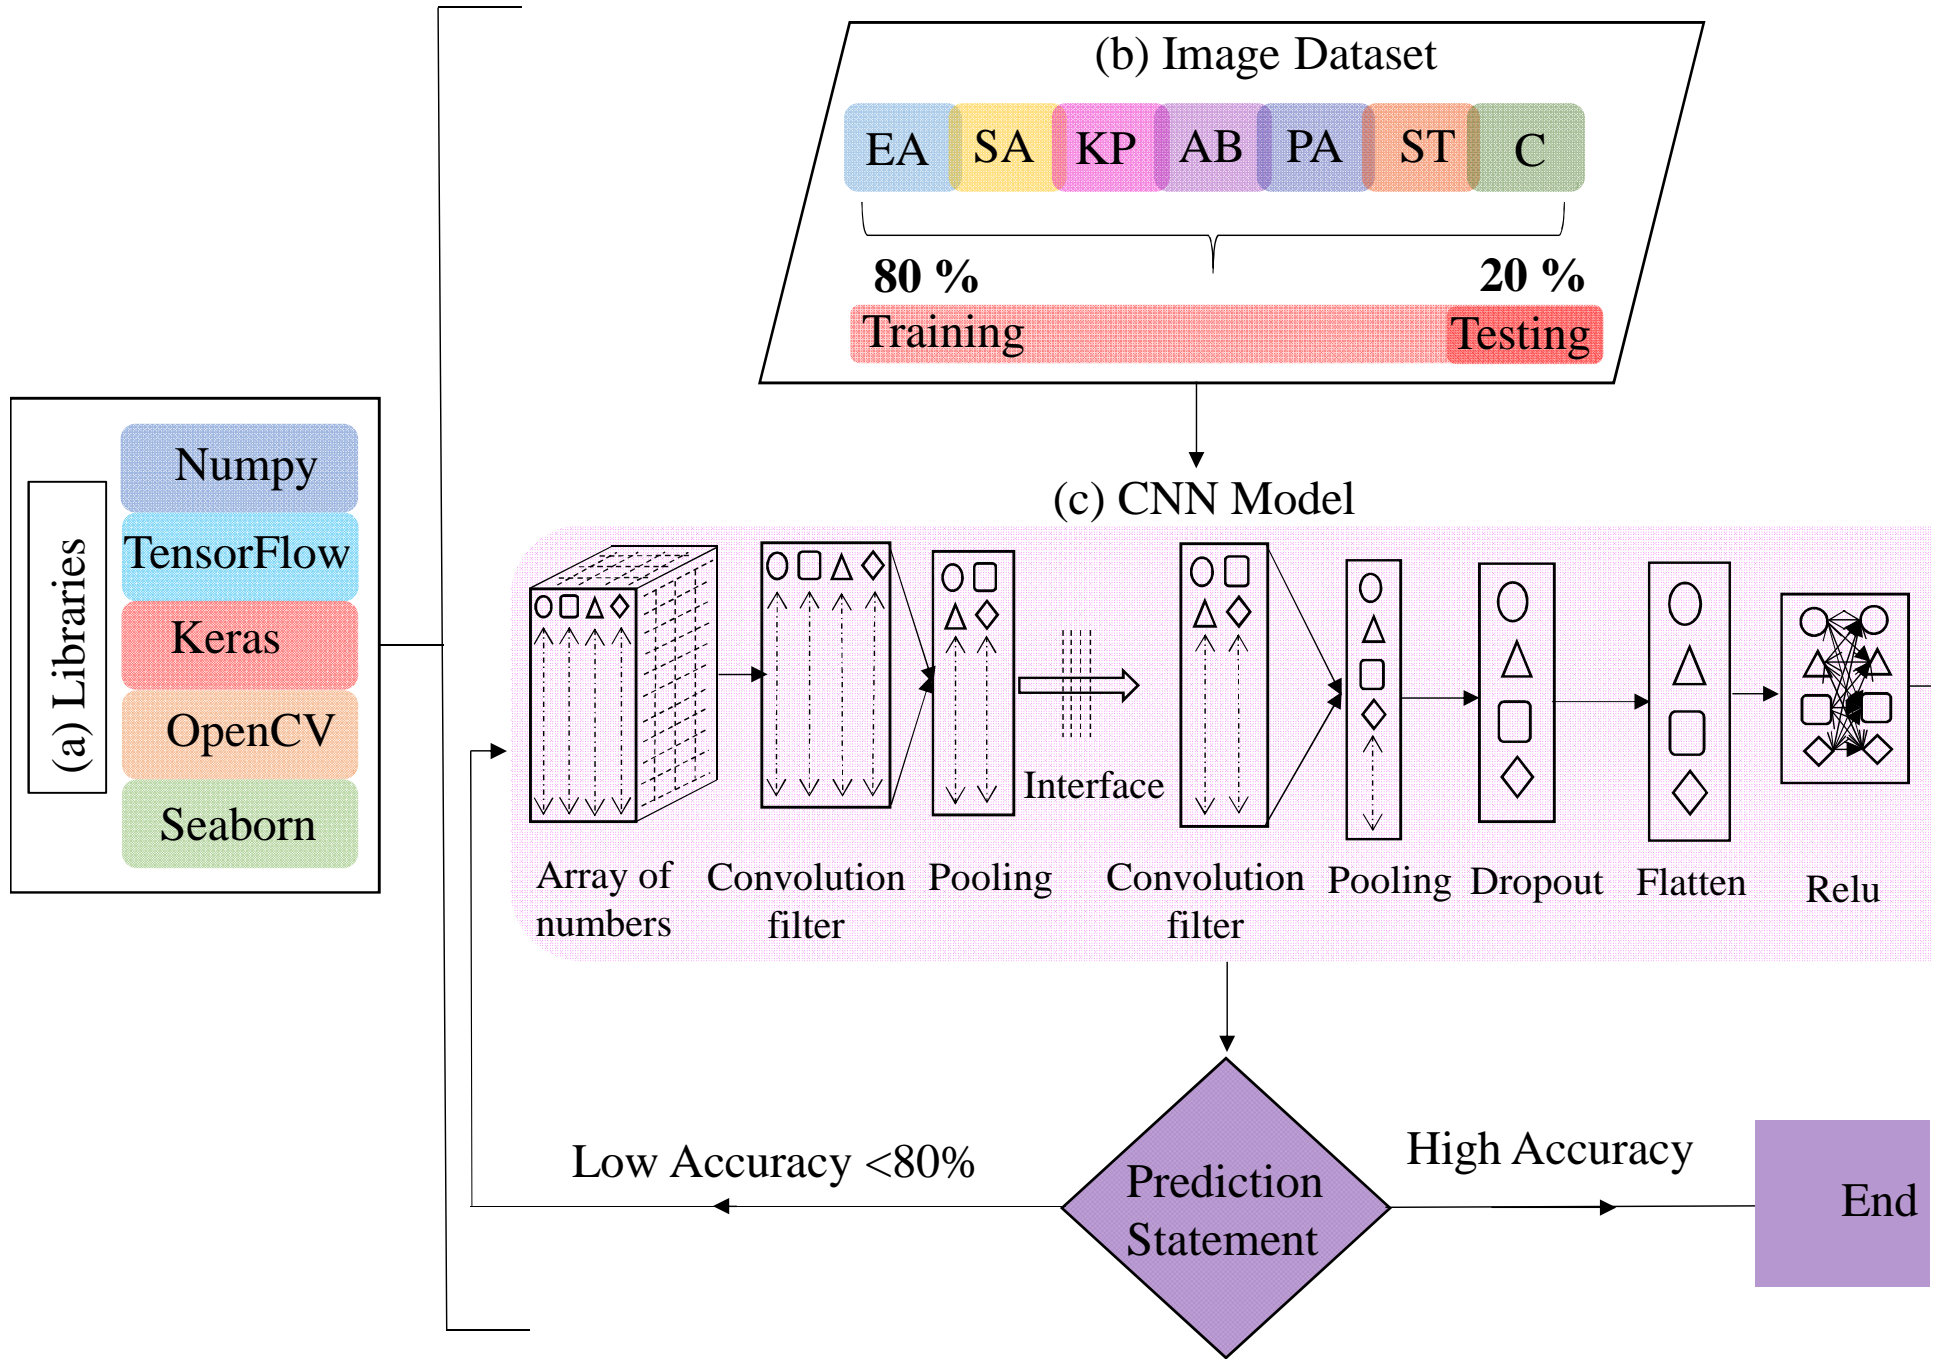 (a) Libraries
Numpy
TensorFlow
Keras
OpenCV
Seaborn
(b) Image Dataset
EA SA KP AB PA ST C
80 % 20 %
Training Testing
(c) CNN Model
Interface
Array of
numbers
Convolution
filter
Pooling
Convolution
filter
Pooling
Dropout
Flatten
Relu
Low Accuracy <80%
Prediction
Statement
High Accuracy
End